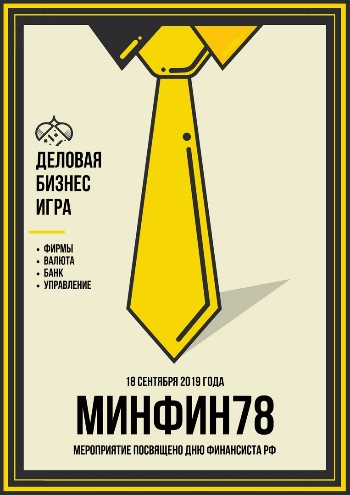 ДЕЛОВАЯ
БИЗНЕС
ИГРА
• ФИРМЫ
• ВАЛЮТА
• БАНК
• УПРАВЛЕНИЕ
18 СЕНТЯБРЯ 2019 ГОДА
МИНФИН78
МЕРОПРИЯТИЕ ПОСВЯЩЕНО ДНЮ ФИНАНСИСТА РФ